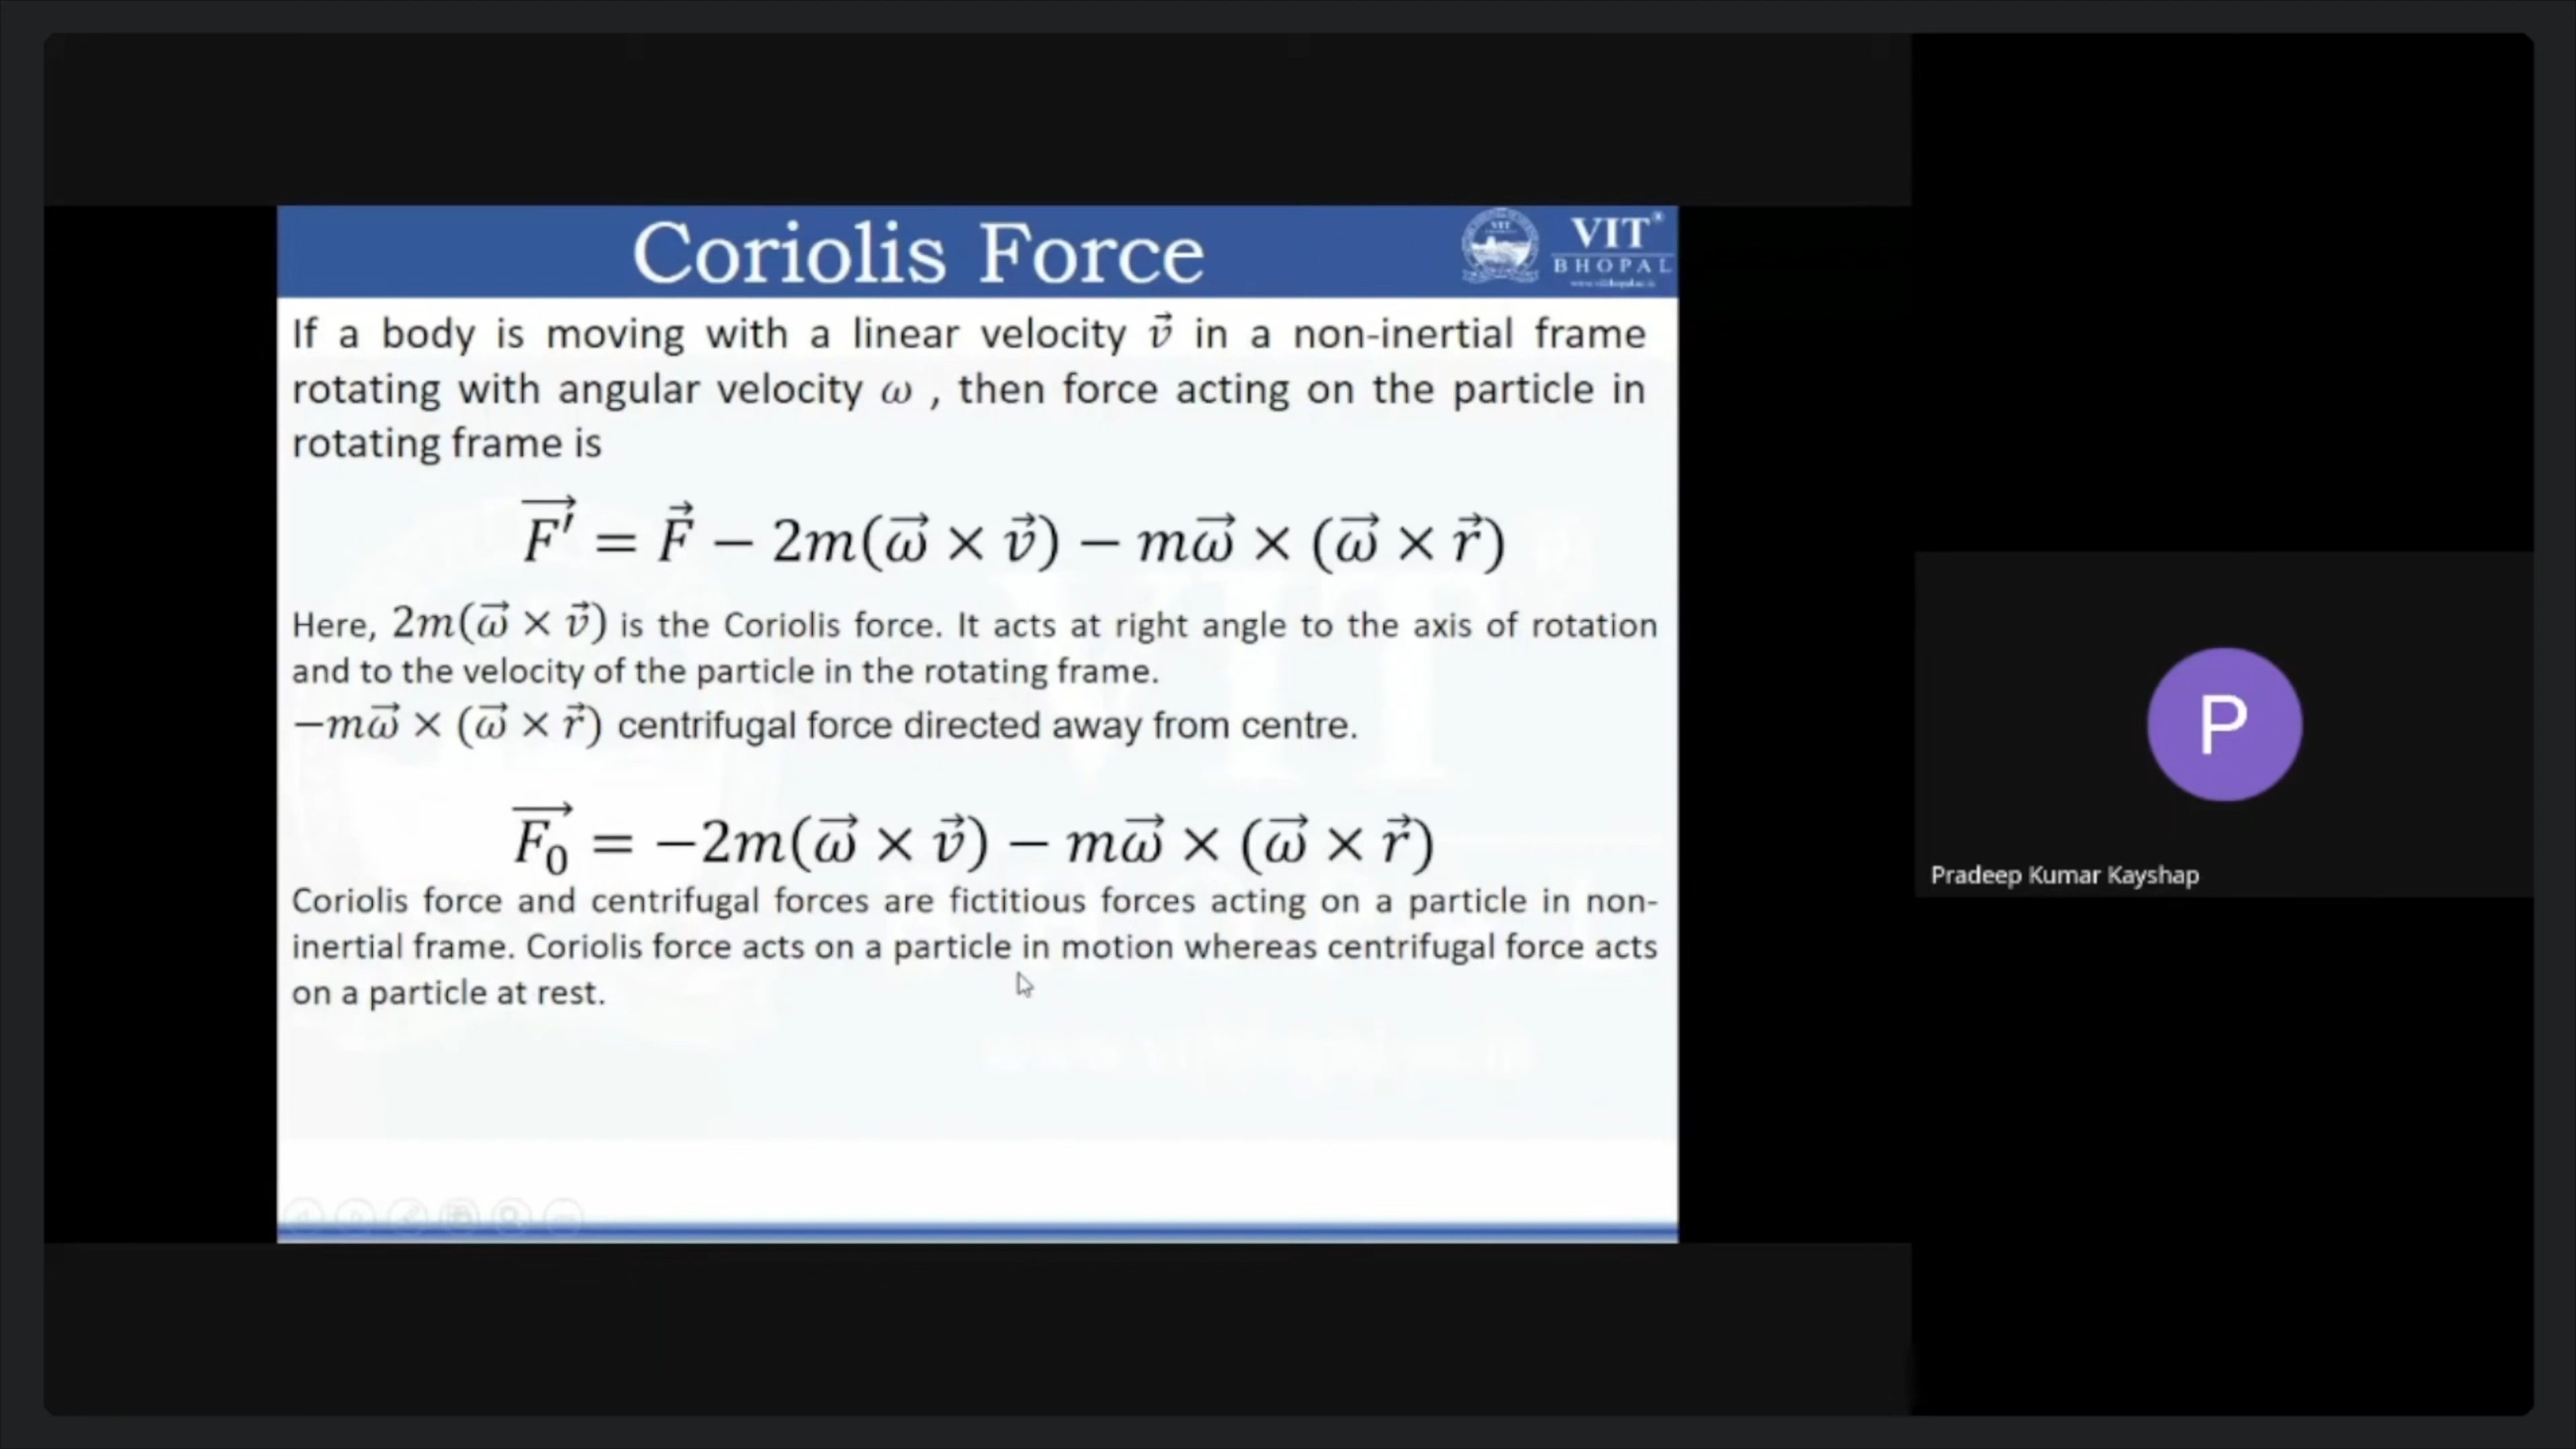 Coriolis Force
VIT®
BHOPAL
If a body is moving with a linear velocity v⃗ in a non-inertial frame
rotating with angular velocity ω , then force acting on the particle in
rotating frame is
F′⃗ = F⃗ − 2m(ω⃗ × v⃗) − mω⃗ × (ω⃗ × r⃗)
Here, 2m(ω⃗ × v⃗) is the Coriolis force. It acts at right angle to the axis of rotation
and to the velocity of the particle in the rotating frame.
−mω⃗ × (ω⃗ × r⃗) centrifugal force directed away from centre.
F₀⃗ = −2m(ω⃗ × v⃗) − mω⃗ × (ω⃗ × r⃗)
Coriolis force and centrifugal forces are fictitious forces acting on a particle in non-
inertial frame. Coriolis force acts on a particle in motion whereas centrifugal force acts
on a particle at rest.
P
Pradeep Kumar Kayshap